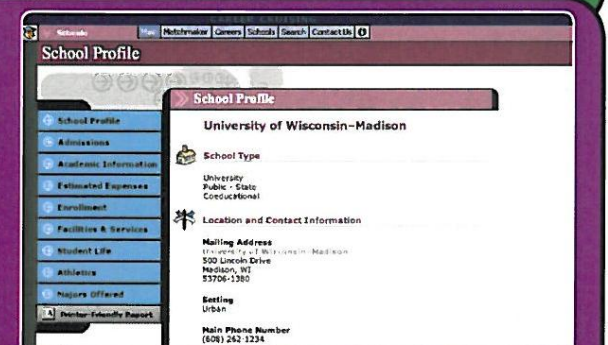 CAREER CRUISING
Schools
Matchmaker Careers Schools Search Contact Us
School Profile
School Profile
School Profile
Admissions
Academic Information
Estimated Expenses
Enrollment
Facilities & Services
Student Life
Athletics
Majors Offered
Printer-Friendly Report
University of Wisconsin-Madison
School Type
University
Public - State
Coeducational
Location and Contact Information
Mailing Address
University of Wisconsin-Madison
500 Lincoln Drive
Madison, WI
53706-1380
Setting
Urban
Main Phone Number
(608) 262-1234